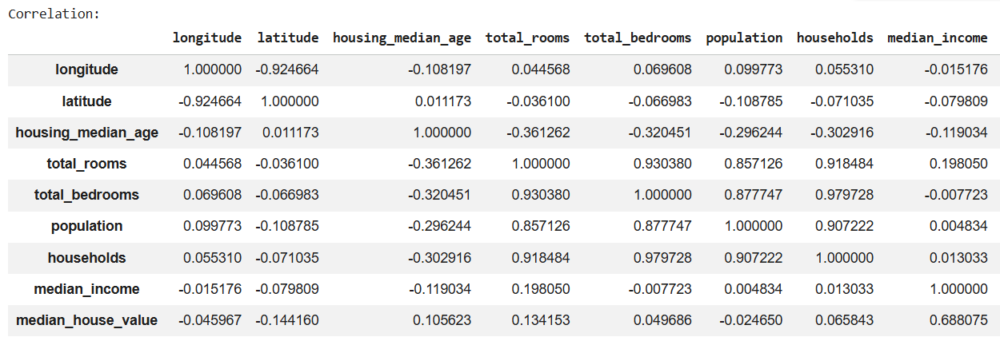 Correlation:
longitude latitude housing_median_age total_rooms total_bedrooms population households median_income
longitude 1.000000 -0.924664 -0.108197 0.044568 0.069608 0.099773 0.055310 -0.015176
latitude -0.924664 1.000000 0.011173 -0.036100 -0.066983 -0.108785 -0.071035 -0.079809
housing_median_age -0.108197 0.011173 1.000000 -0.361262 -0.320451 -0.296244 -0.302916 -0.119034
total_rooms 0.044568 -0.036100 -0.361262 1.000000 0.930380 0.857126 0.918484 0.198050
total_bedrooms 0.069608 -0.066983 -0.320451 0.930380 1.000000 0.877747 0.979728 -0.007723
population 0.099773 -0.108785 -0.296244 0.857126 0.877747 1.000000 0.907222 0.004834
households 0.055310 -0.071035 -0.302916 0.918484 0.979728 0.907222 1.000000 0.013033
median_income -0.015176 -0.079809 -0.119034 0.198050 -0.007723 0.004834 0.013033 1.000000
median_house_value -0.045967 -0.144160 0.105623 0.134153 0.049686 -0.024650 0.065843 0.688075